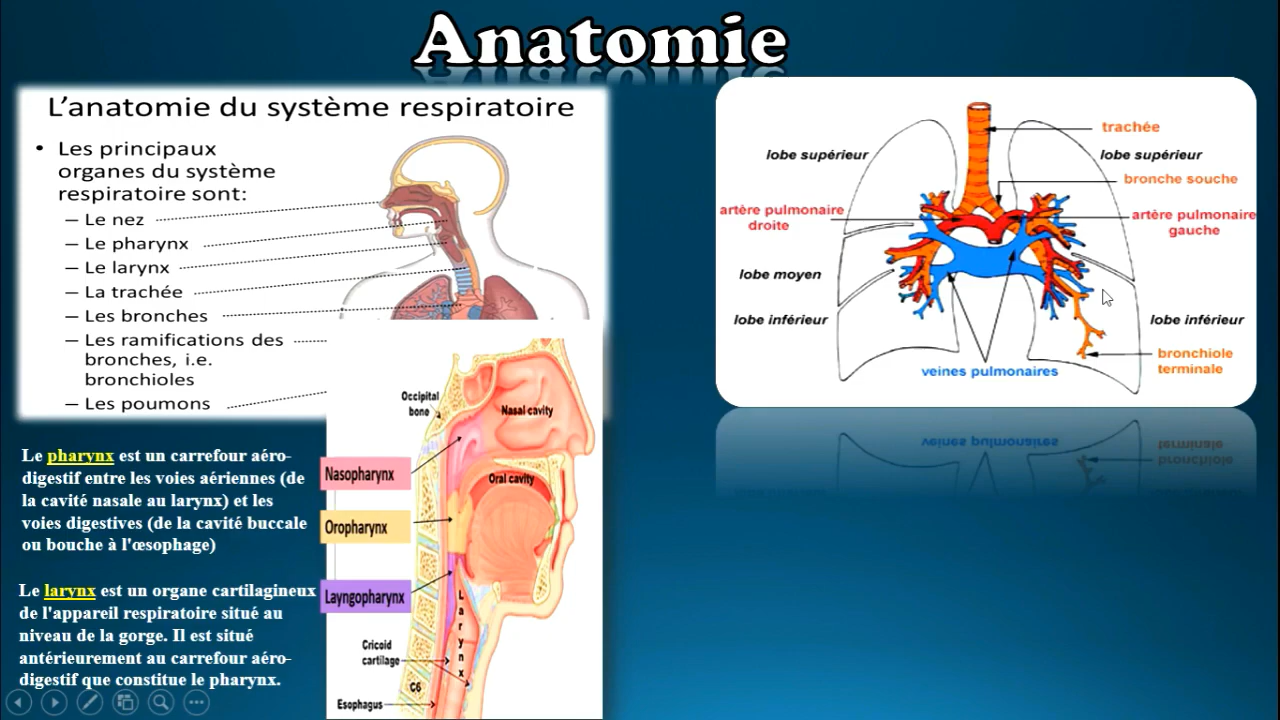 Anatomie
L'anatomie du système respiratoire
• Les principaux
organes du système
respiratoire sont:
– Le nez
– Le pharynx
– Le larynx
– La trachée
– Les bronches
– Les ramifications des
bronches, i.e.
bronchioles
– Les poumons
Le pharynx est un carrefour aéro-
digestif entre les voies aériennes (de
la cavité nasale au larynx) et les
voies digestives (de la cavité buccale
ou bouche à l'œsophage)
Le larynx est un organe cartilagineux
de l'appareil respiratoire situé au
niveau de la gorge. Il est situé
antérieurement au carrefour aéro-
digestif que constitue le pharynx.
Occipital
bone
Nasal cavity
Nasopharynx
Oral cavity
Oropharynx
Layngopharynx
Larynx
Cricoid
cartilage
C6
Esophagus
trachée
lobe supérieur
lobe supérieur
bronche souche
artère pulmonaire
droite
artère pulmonaire
gauche
lobe moyen
lobe inférieur
lobe inférieur
bronchiole
terminale
veines pulmonaires